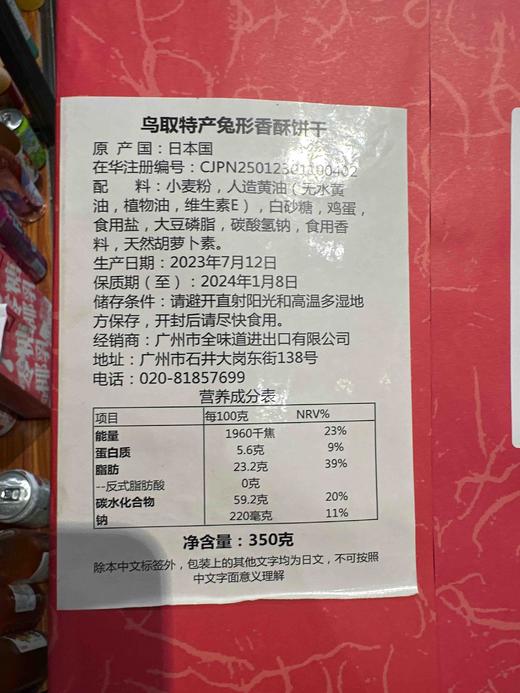 鸟取特产兔形香酥饼干
原 产 国：日本国
在华注册编号：CJPN25012301100402
配 料：小麦粉，人造黄油（无水黄
油，植物油，维生素E），白砂糖，鸡蛋，
食用盐，大豆磷脂，碳酸氢钠，食用香
料，天然胡萝卜素。
生产日期：2023年7月12日
保质期（至）：2024年1月8日
储存条件：请避开直射阳光和高温多湿地
方保存，开封后请尽快食用。
经销商：广州市全味道进出口有限公司
地址：广州市石井大岗东街138号
电话：020-81857699
营养成分表
项目 每100克 NRV%
能量 1960千焦 23%
蛋白质 5.6克 9%
脂肪 23.2克 39%
--反式脂肪酸 0克
碳水化合物 59.2克 20%
钠 220毫克 11%
净含量：350克
除本中文标签外，包装上的其他文字均为日文，不可按照
中文字面意义理解